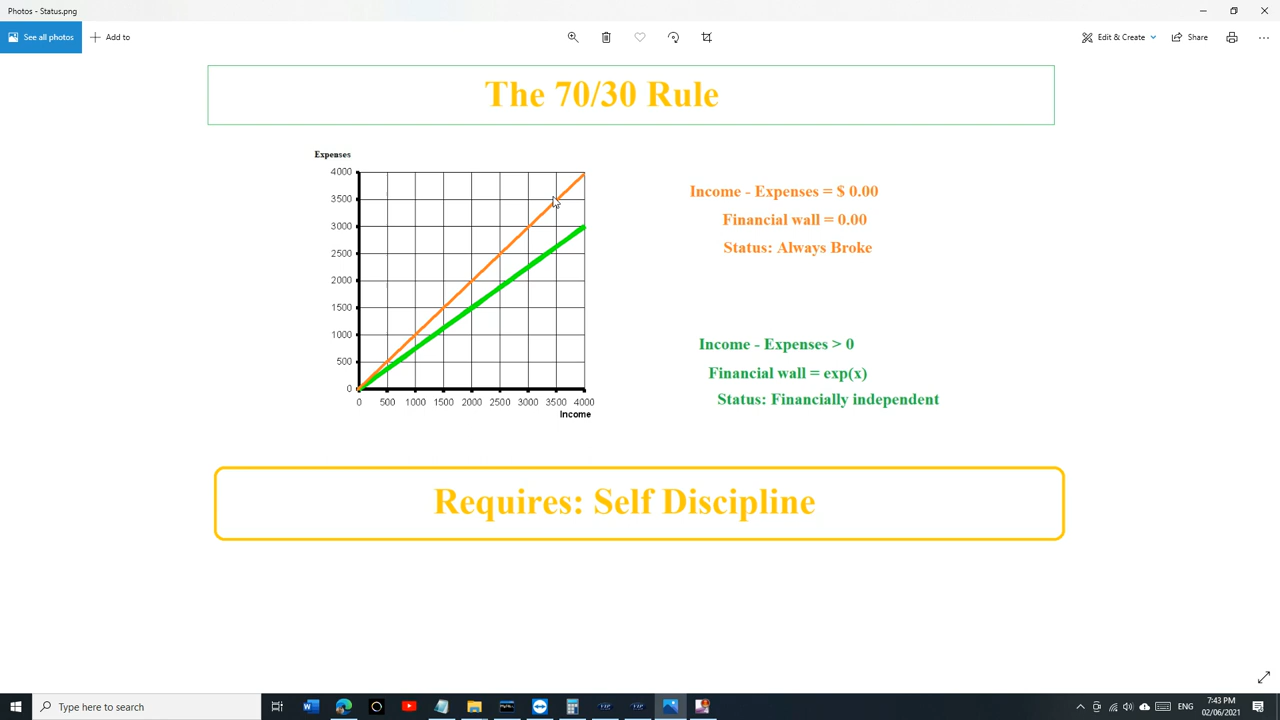 Photos - Status.png
See all photos
Add to
Edit & Create
Share
The 70/30 Rule
Expenses
4000
3500
3000
2500
2000
1500
1000
500
0
0 500 1000 1500 2000 2500 3000 3500 4000
Income
Income - Expenses = $ 0.00
Financial wall = 0.00
Status: Always Broke
Income - Expenses > 0
Financial wall = exp(x)
Status: Financially independent
Requires: Self Discipline
Type here to search
ENG
7:43 PM
02/06/2021